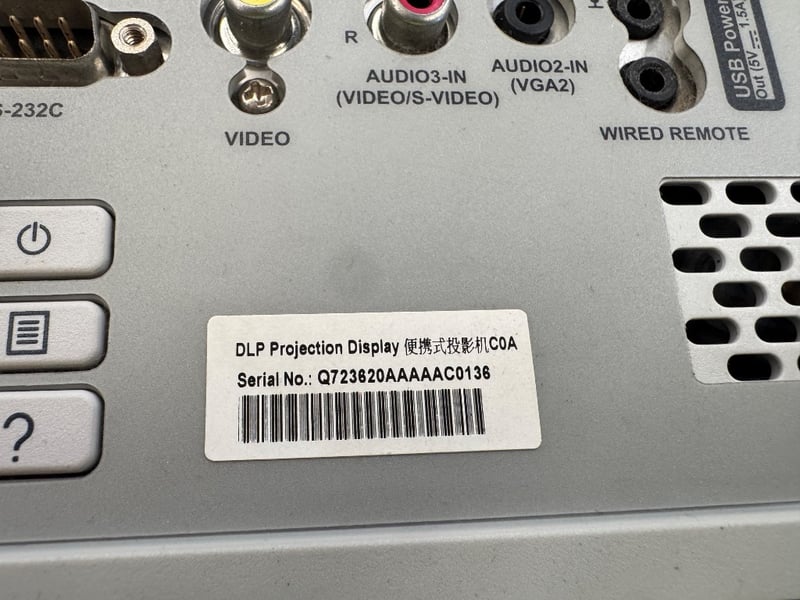 R
AUDIO3-IN
(VIDEO/S-VIDEO)
AUDIO2-IN
(VGA2)
USB Power
Out (5V⎓1.5A
-232C
VIDEO
WIRED REMOTE
?
DLP Projection Display 便携式投影机C0A
Serial No.: Q723620AAAAAC0136